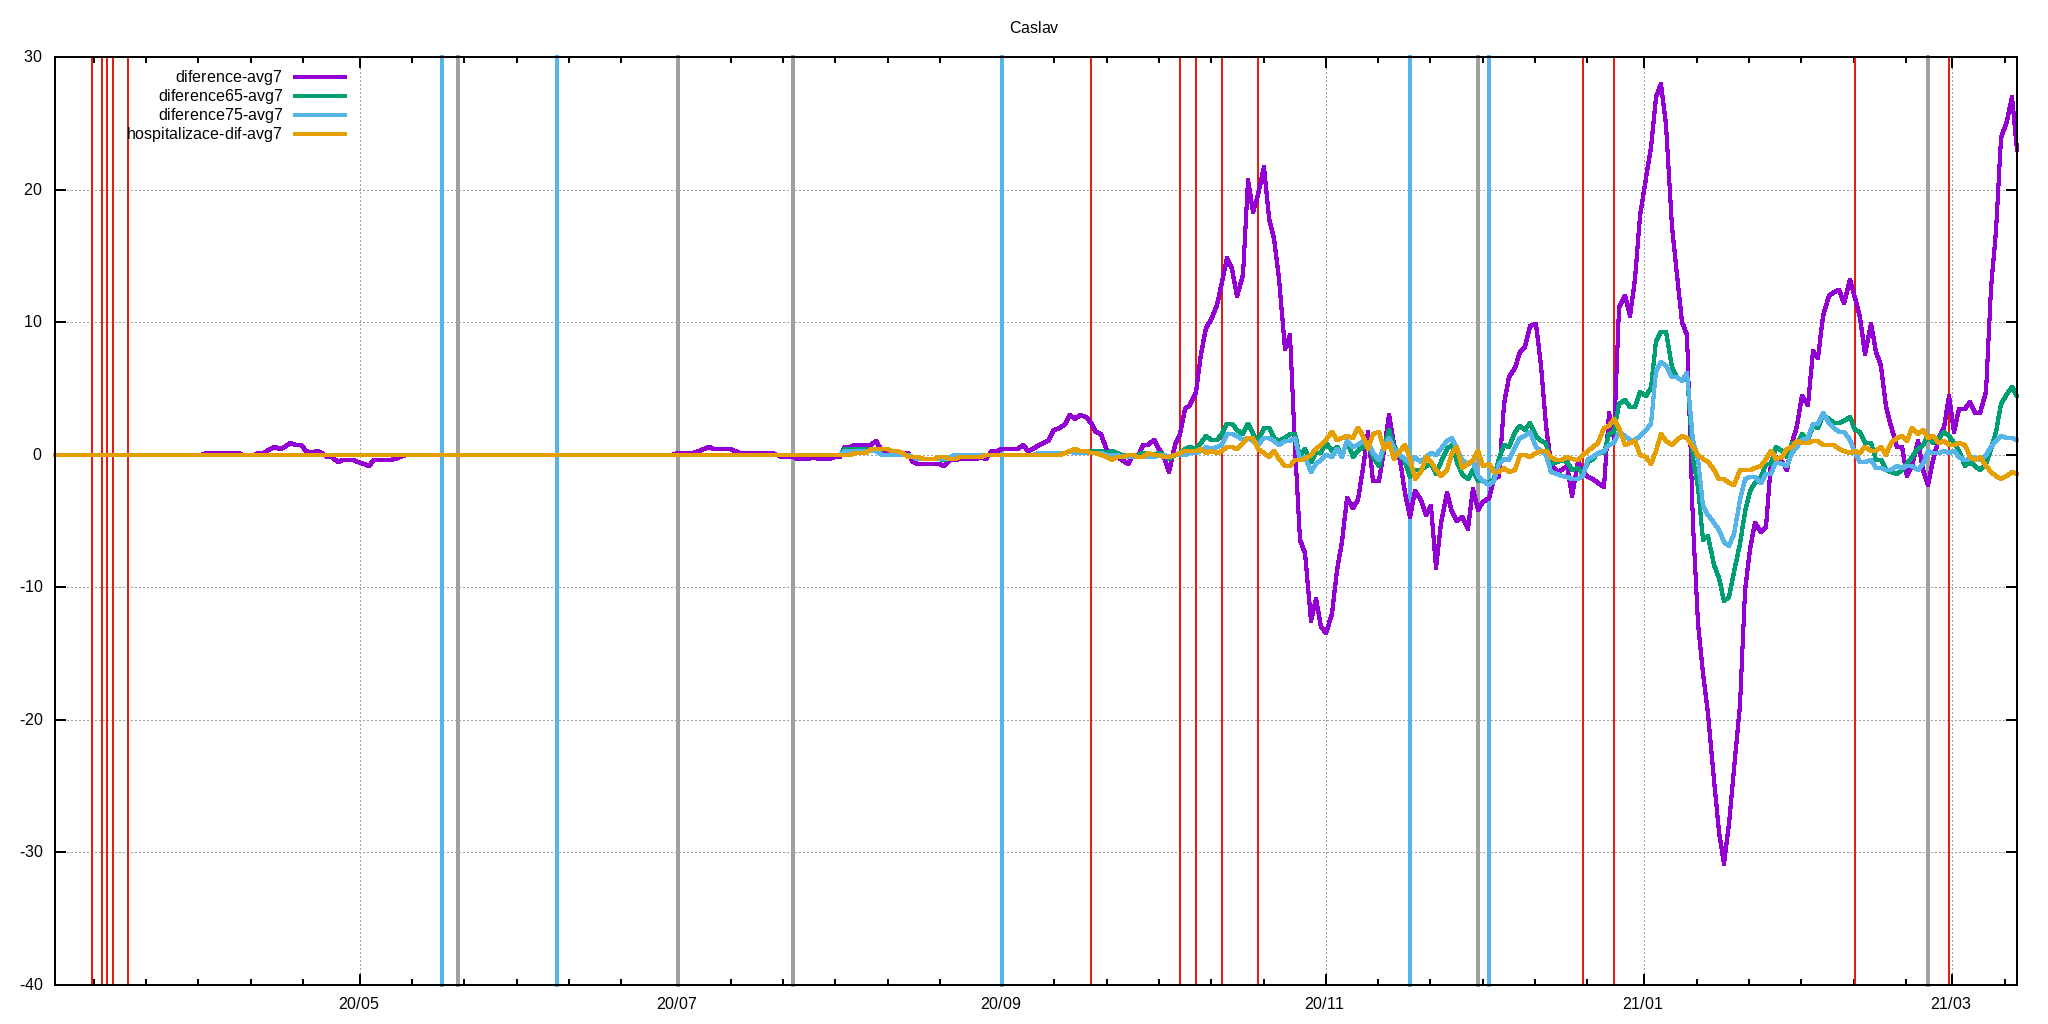 Caslav
30
diference-avg7
diference65-avg7
diference75-avg7
hospitalizace-dif-avg7
20
10
0
-10
-20
-30
-40
20/05 20/07 20/09 20/11 21/01 21/03